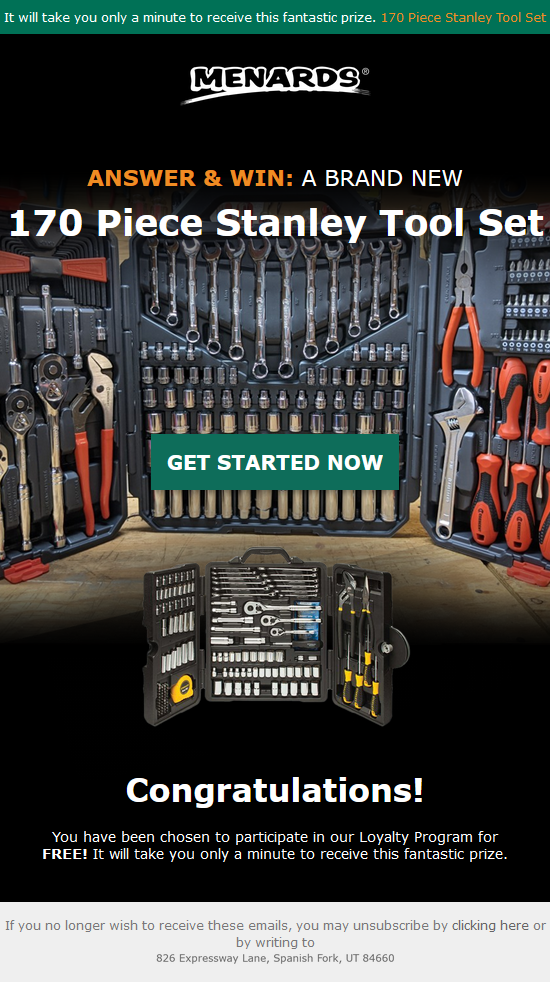 It will take you only a minute to receive this fantastic prize. 170 Piece Stanley Tool Set
MENARDS®
ANSWER & WIN: A BRAND NEW
170 Piece Stanley Tool Set
GET STARTED NOW
Congratulations!
You have been chosen to participate in our Loyalty Program for
FREE! It will take you only a minute to receive this fantastic prize.
If you no longer wish to receive these emails, you may unsubscribe by clicking here or
by writing to
826 Expressway Lane, Spanish Fork, UT 84660